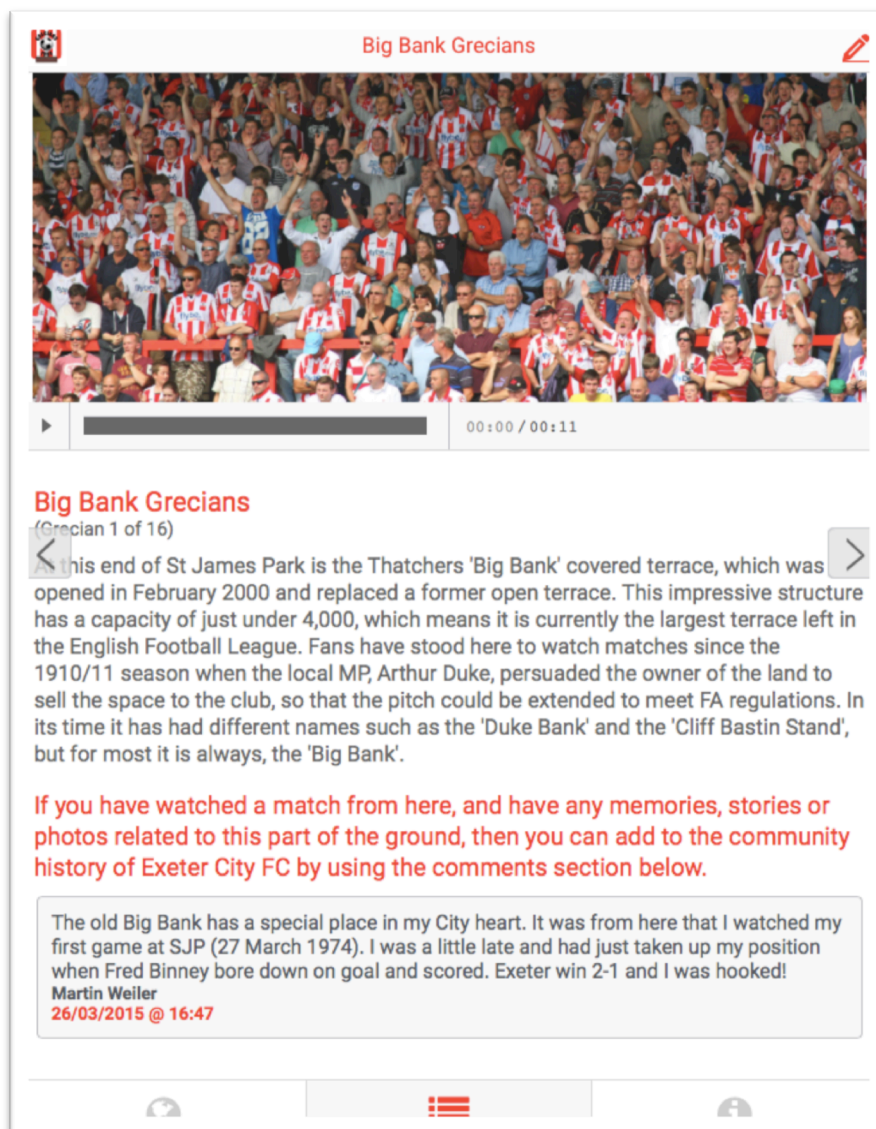 Big Bank Grecians
00:00 / 00:11
Big Bank Grecians
(Grecian 1 of 16)
At this end of St James Park is the Thatchers 'Big Bank' covered terrace, which was
opened in February 2000 and replaced a former open terrace. This impressive structure
has a capacity of just under 4,000, which means it is currently the largest terrace left in
the English Football League. Fans have stood here to watch matches since the
1910/11 season when the local MP, Arthur Duke, persuaded the owner of the land to
sell the space to the club, so that the pitch could be extended to meet FA regulations. In
its time it has had different names such as the 'Duke Bank' and the 'Cliff Bastin Stand',
but for most it is always, the 'Big Bank'.
If you have watched a match from here, and have any memories, stories or
photos related to this part of the ground, then you can add to the community
history of Exeter City FC by using the comments section below.
The old Big Bank has a special place in my City heart. It was from here that I watched my
first game at SJP (27 March 1974). I was a little late and had just taken up my position
when Fred Binney bore down on goal and scored. Exeter win 2-1 and I was hooked!
Martin Weiler
26/03/2015 @ 16:47